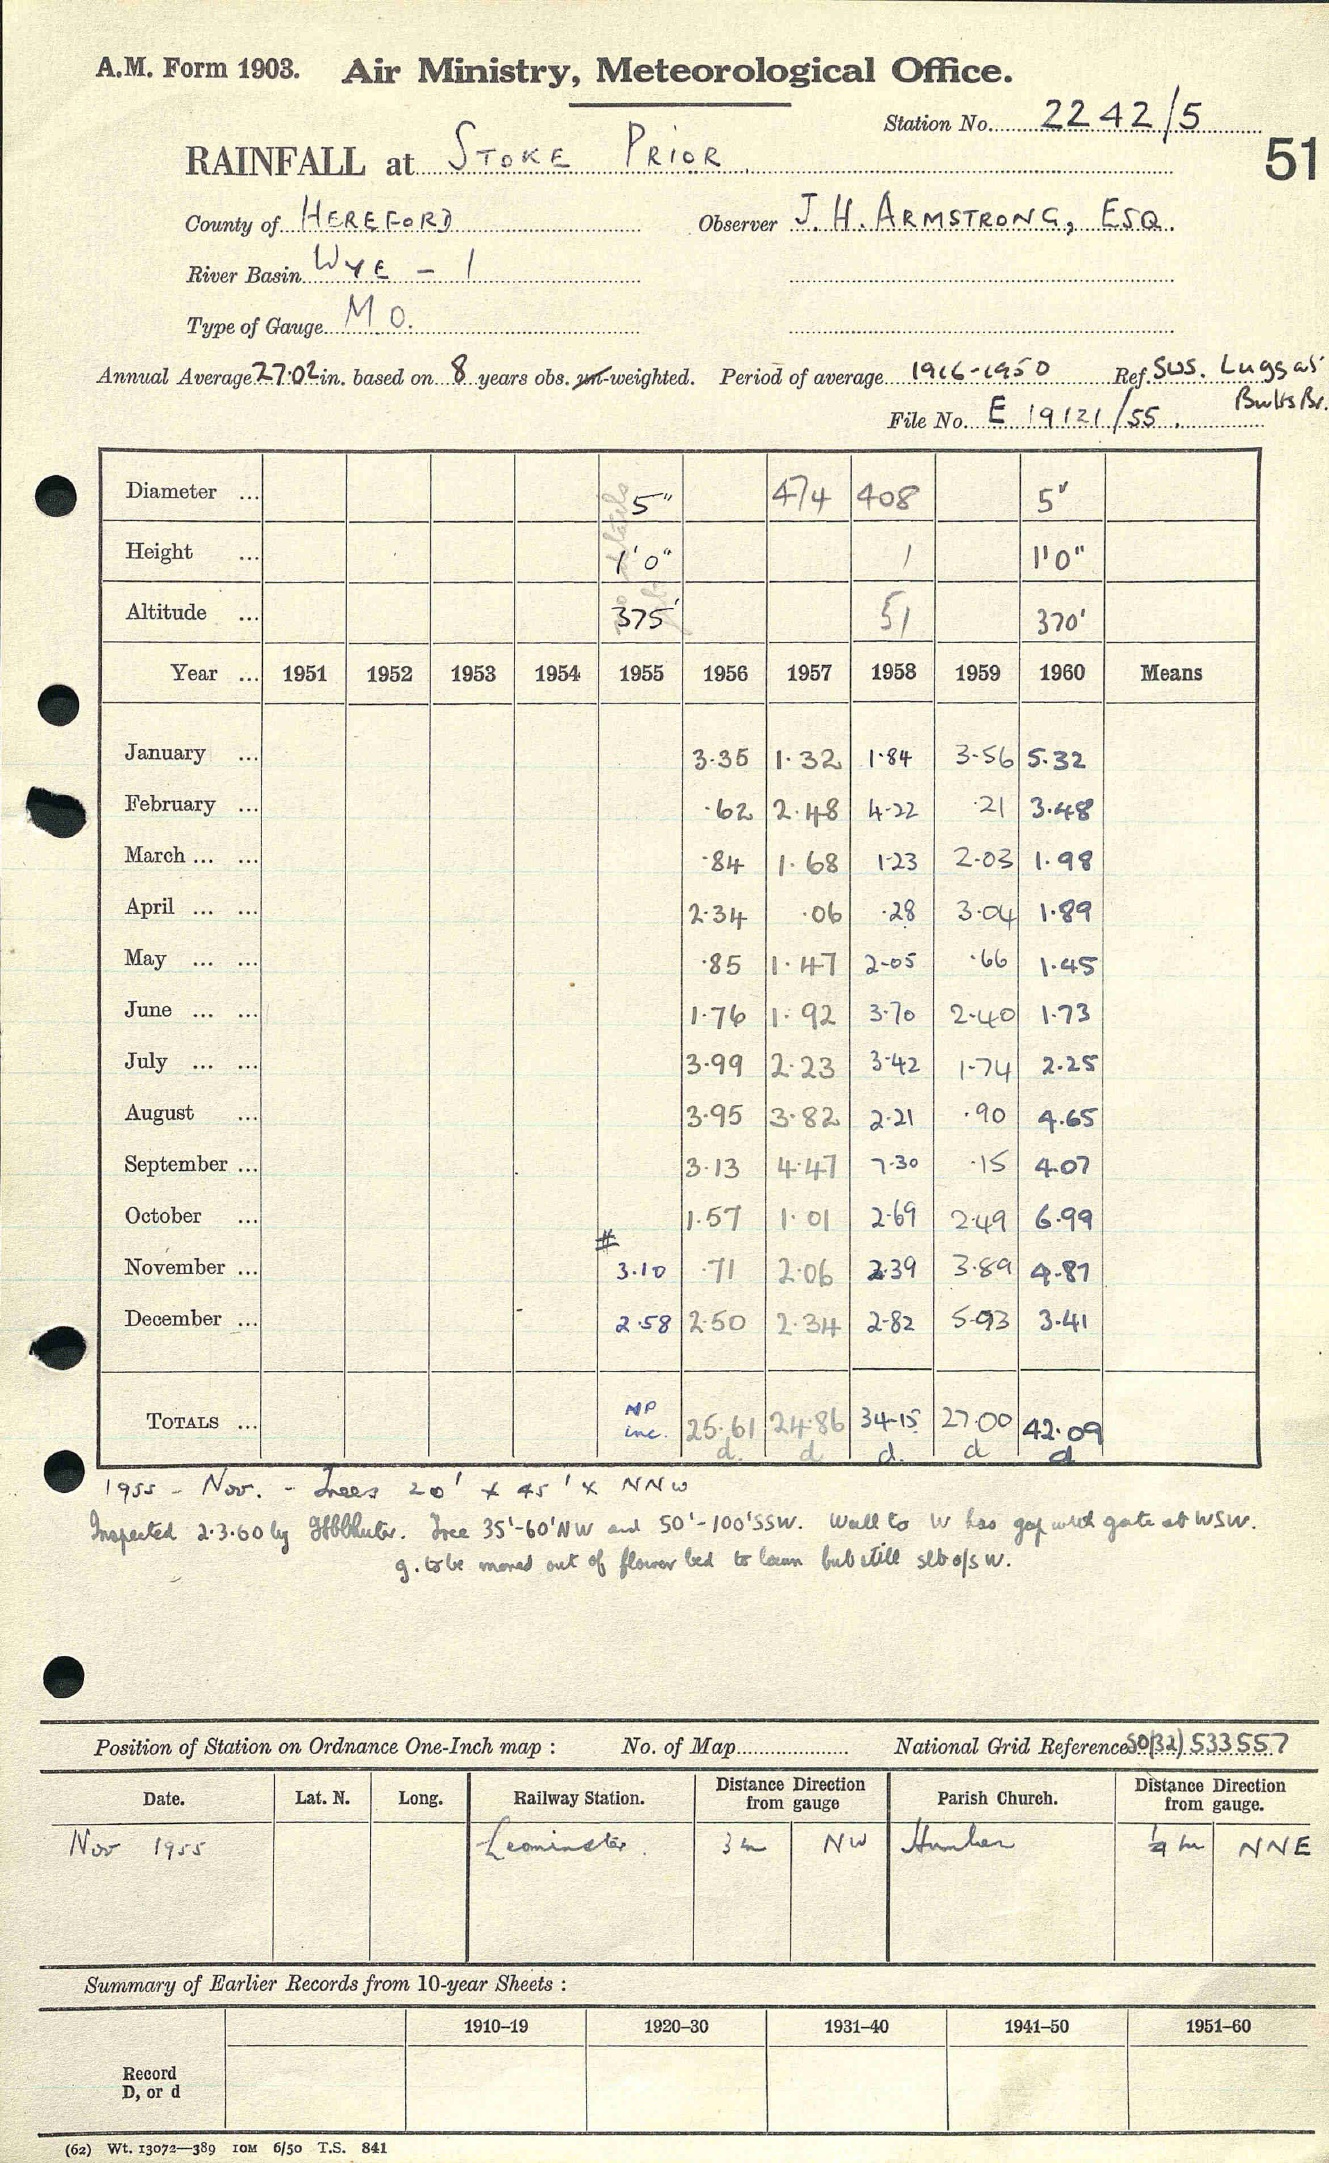 A.M. Form 1903. Air Ministry, Meteorological Office.
Station No. 2242/5
51
RAINFALL at STOKE PRIOR
County of HEREFORD Observer J. H. ARMSTRONG, ESQ.
River Basin WYE - 1
Type of Gauge M O.
Annual Average 27.02 in. based on 8 years obs. un-weighted. Period of average 1916-1950 Ref. SWS. Lugg at
File No. E 19121/55.
Diameter ... 5" 474 408 5"
Height ... 1'0" 1 1'0"
Altitude ... 375' 51 370'
Year ... 1951 1952 1953 1954 1955 1956 1957 1958 1959 1960 Means
January ... 3.35 1.32 1.84 3.56 5.32
February ... .62 2.48 4.22 .21 3.48
March ... ... .84 1.68 1.23 2.03 1.98
April ... ... 2.34 .06 .28 3.04 1.89
May ... ... .85 1.47 2.05 .66 1.45
June ... ... 1.76 1.92 3.70 2.40 1.73
July ... ... 3.99 2.23 3.42 1.74 2.25
August ... 3.95 3.82 2.21 .90 4.65
September ... 3.13 4.47 7.30 .15 4.07
October ... 1.57 1.01 2.69 2.49 6.99
#
November ... 3.10 .71 2.06 2.39 3.89 4.87
December ... 2.58 2.50 2.34 2.82 5.93 3.41
TOTALS ... inc. 25.61 24.86 34.15 27.00 42.09
d. d d. d d
1955 - Nov. - Trees 20' x 45' x NNW
Inspected 2.3.60 by Tree 35'-60'NW and 50'-100'SSW. Wall to W has gap with gate at WSW.
g. to be moved out of flower bed to lawn but still slt o/s W.
Position of Station on Ordnance One-Inch map : No. of Map National Grid Reference SO(32) 533557
Date. Lat. N. Long. Railway Station. Distance Direction from gauge Parish Church. Distance Direction from gauge.
Nov 1955 Leominster. 3 m NW Humber ¼ m NNE
Summary of Earlier Records from 10-year Sheets :
1910–19 1920–30 1931–40 1941–50 1951–60
Record
D, or d
(62) Wt. 13072—389 10M 6/50 T.S. 841